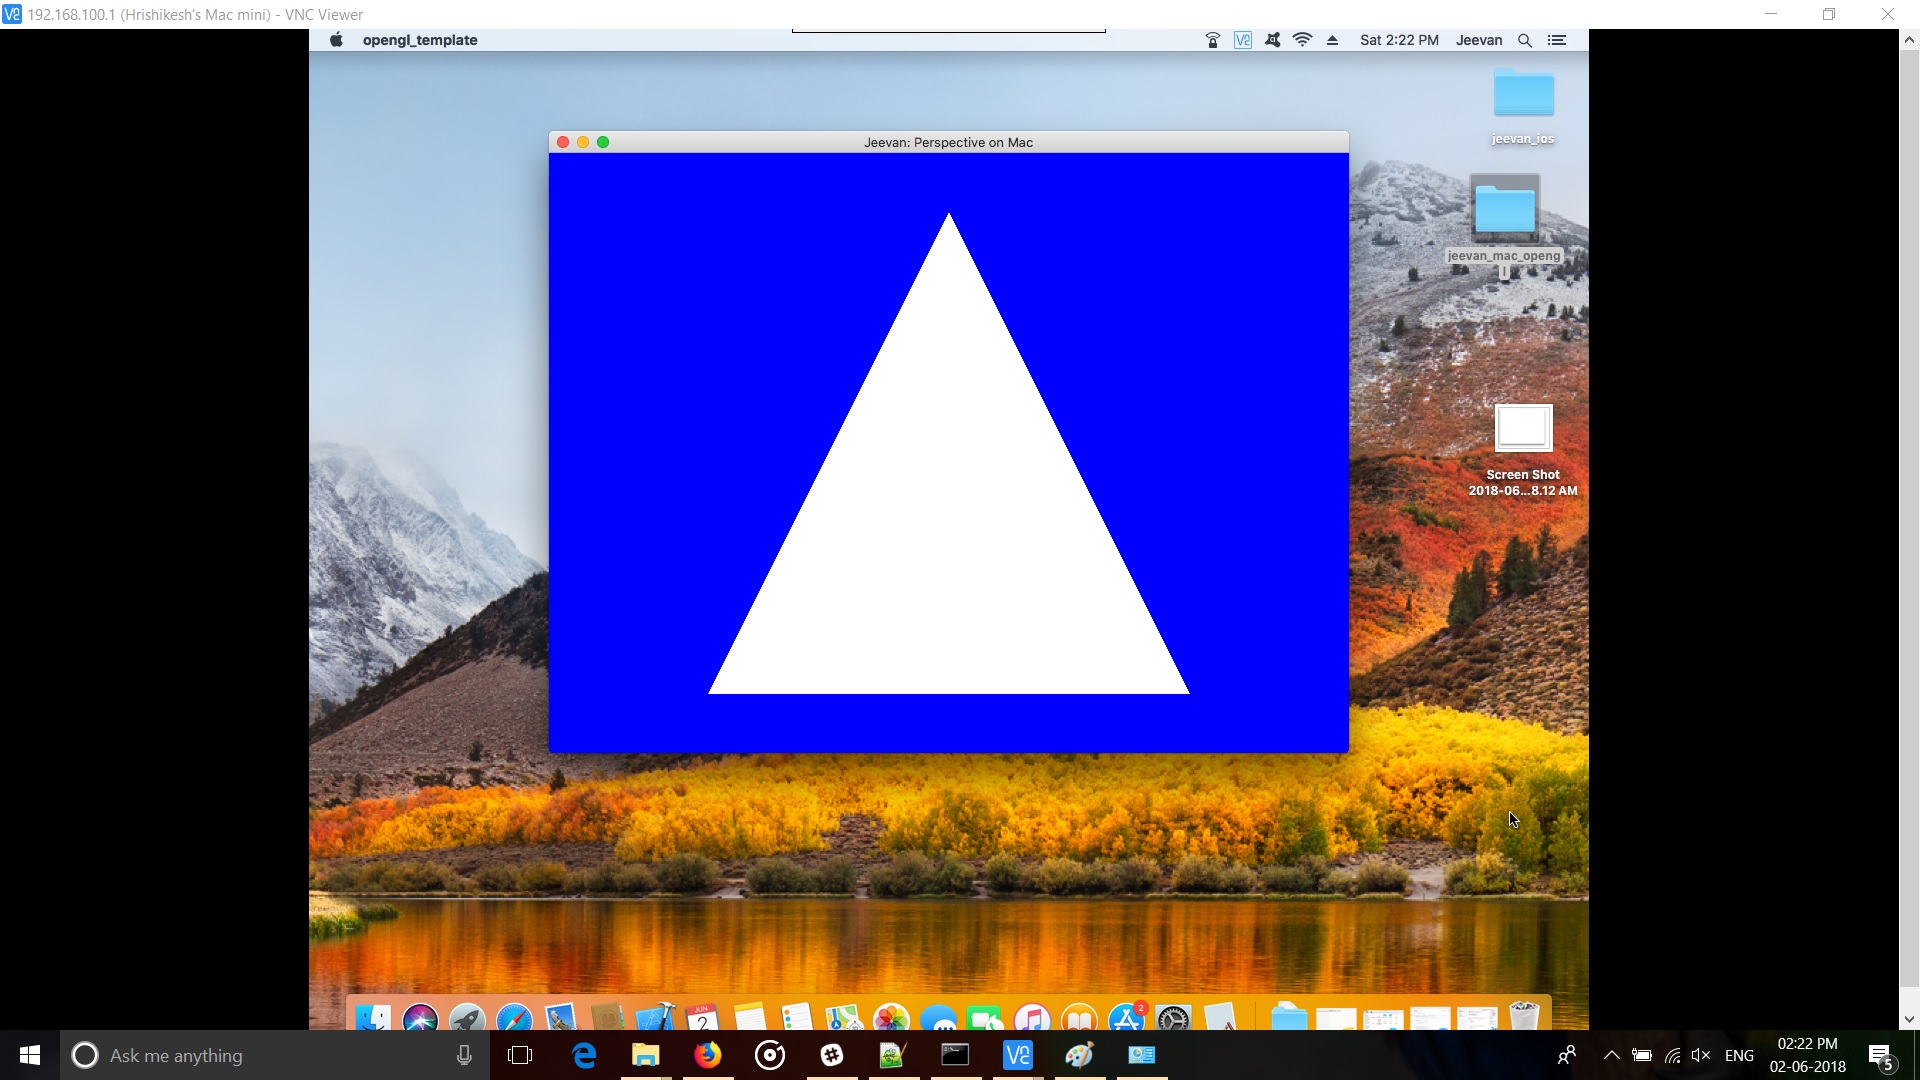 192.168.100.1 (Hrishikesh's Mac mini) - VNC Viewer
opengl_template
Sat 2:22 PM Jeevan
jeevan_ios
Jeevan: Perspective on Mac
jeevan_mac_openg
l
Screen Shot
2018-06...8.12 AM
JUN
2
2
Ask me anything
ENG
02:22 PM
02-06-2018
5